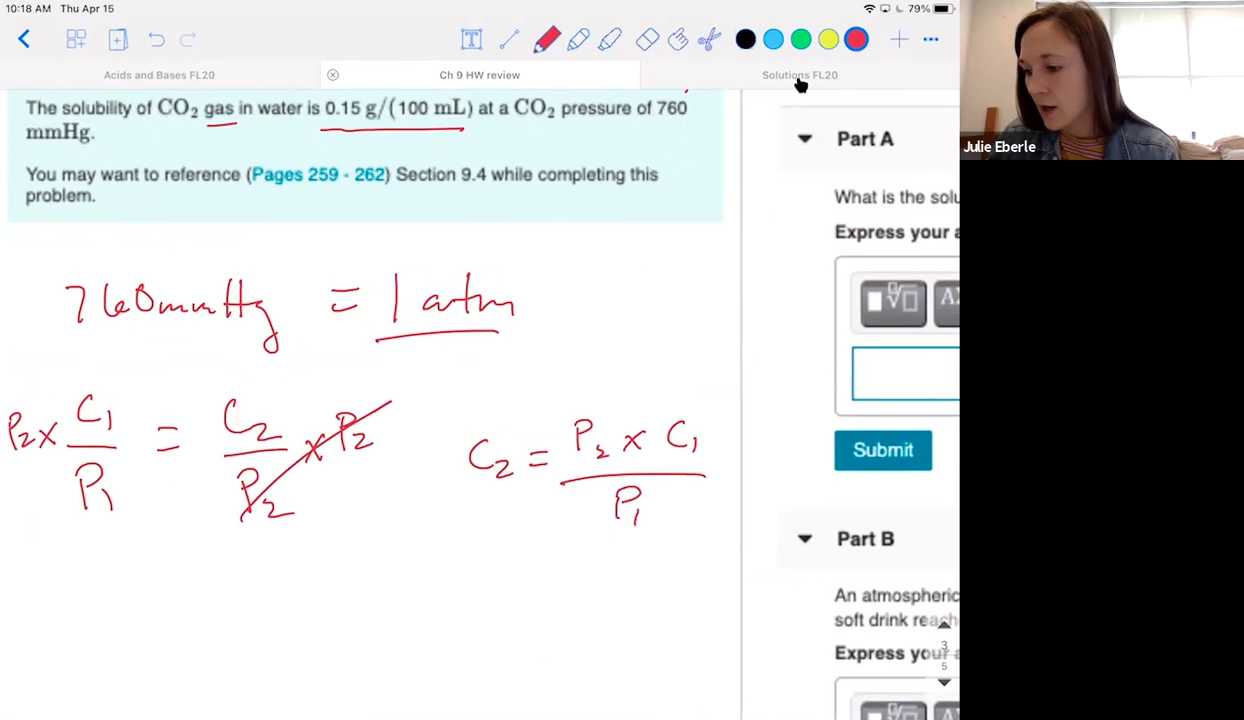 10:18 AM Thu Apr 15
79%
T
Acids and Bases FL20
Ch 9 HW review
Solutions FL20
The solubility of CO2 gas in water is 0.15 g/(100 mL) at a CO2 pressure of 760
mmHg.
You may want to reference (Pages 259 - 262) Section 9.4 while completing this
problem.
760mmHg = 1 atm
P2 x C1/P1 = C2/P2 x P2
C2 = P2 x C1/P1
Part A
What is the solu
Express your a
Submit
Part B
An atmospheric
soft drink reach
Express your a
3
5
Julie Eberle